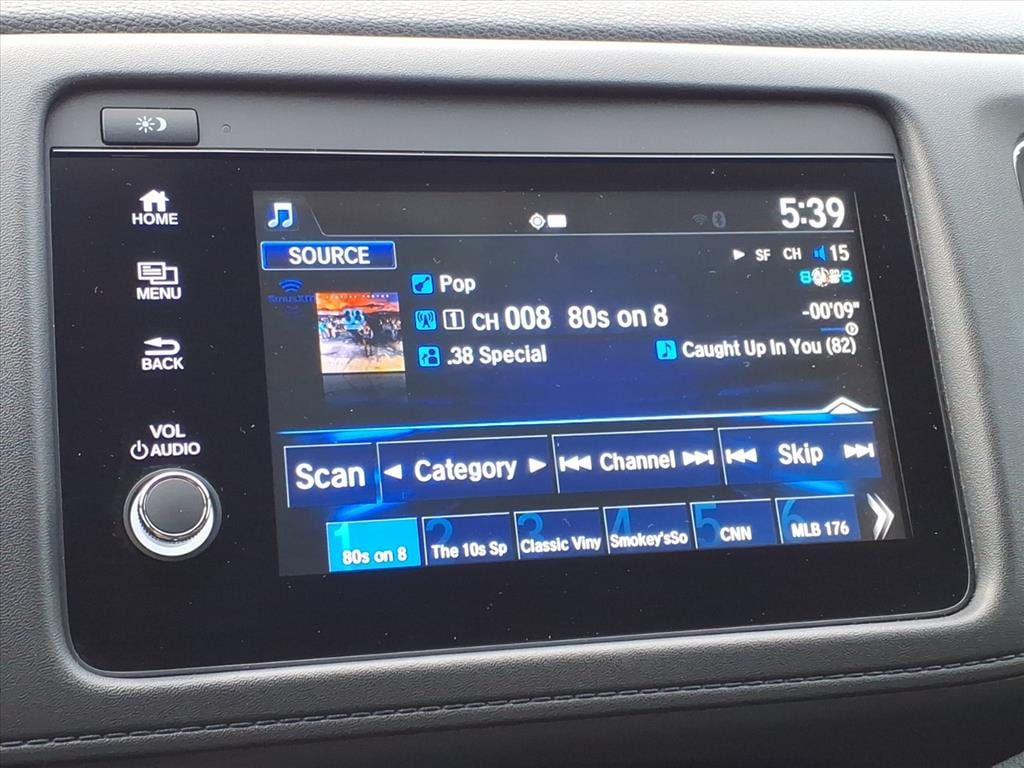 HOME
MENU
BACK
VOL
AUDIO
5:39
SOURCE
SF CH 15
SiriusXM
Pop
1 CH 008 80s on 8
-00'09"
.38 Special
Caught Up In You (82)
Scan
Category
Channel
Skip
1 80s on 8
2 The 10s Sp
3 Classic Viny
4 Smokey'sSo
5 CNN
6 MLB 176